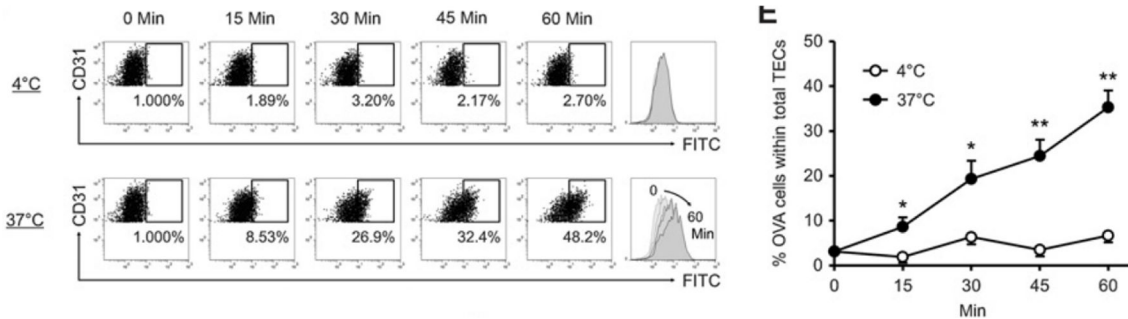 0 Min 15 Min 30 Min 45 Min 60 Min
4°C
CD31
1.000% 1.89% 3.20% 2.17% 2.70%
FITC
37°C
CD31
1.000% 8.53% 26.9% 32.4% 48.2%
0
60
Min
FITC
E
% OVA cells within total TECs
50
40
30
20
10
0
4°C
37°C
* * ** **
0 15 30 45 60
Min